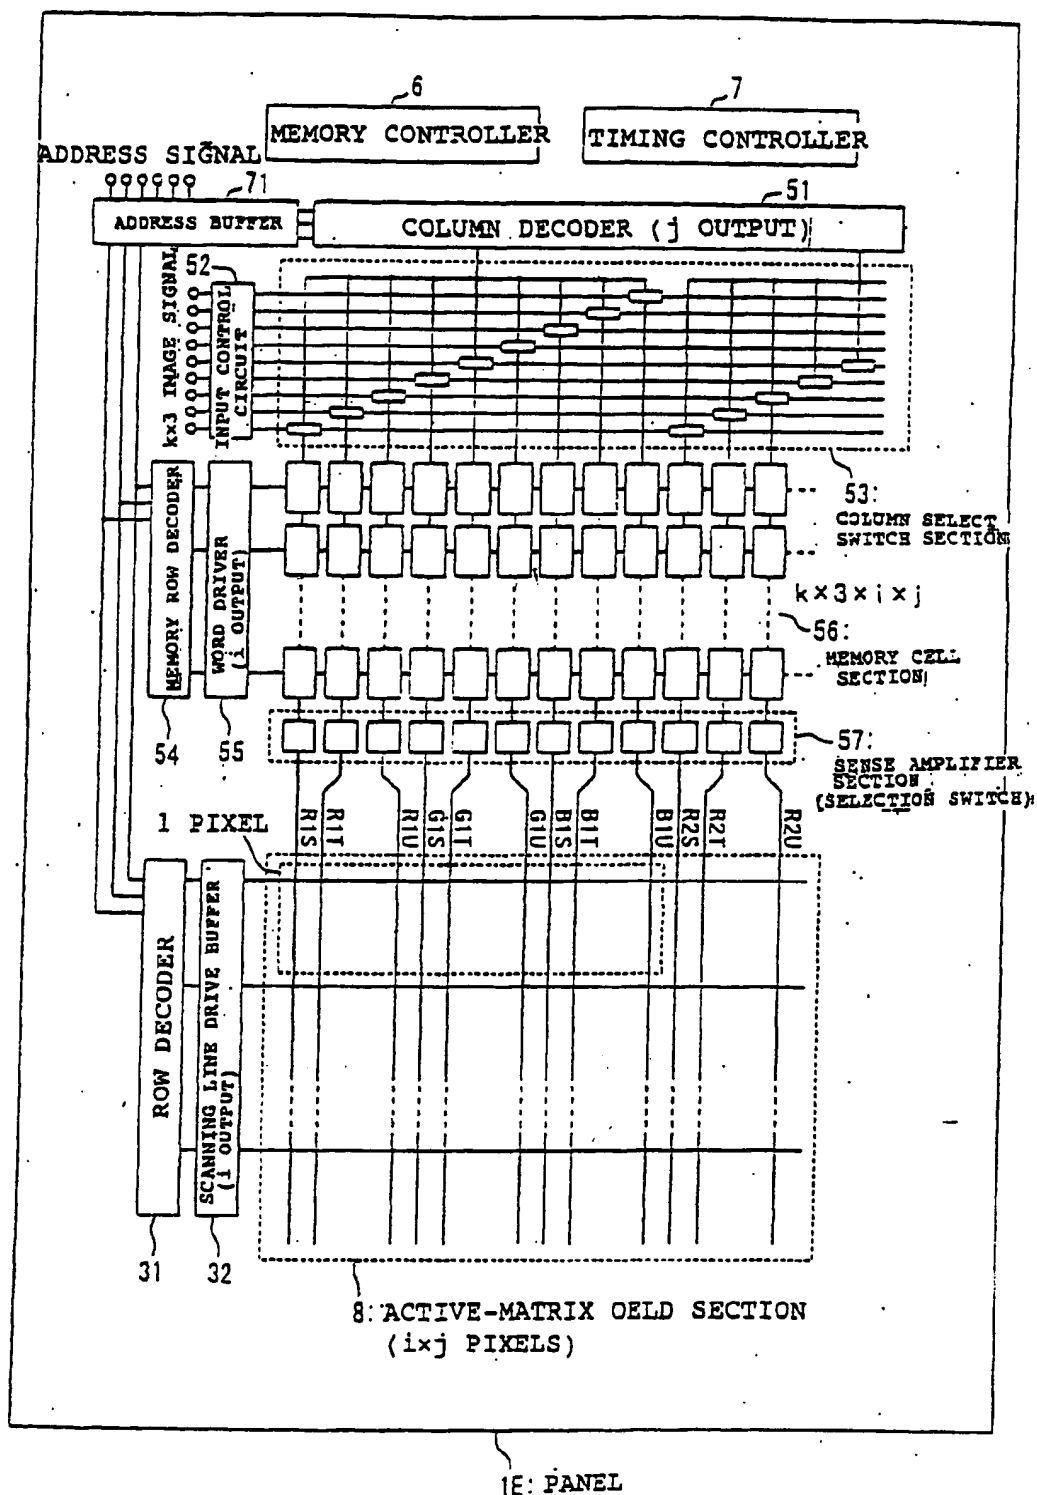 6
7
MEMORY CONTROLLER
TIMING CONTROLLER
ADDRESS SIGNAL
71
51
ADDRESS BUFFER
COLUMN DECODER (j OUTPUT)
52
k×3 IMAGE SIGNAL
INPUT CONTROL
CIRCUIT
53:
COLUMN SELECT
SWITCH SECTION
MEMORY ROW DECODER
WORD DRIVER
(i OUTPUT)
k×3×i×j
56:
MEMORY CELL
SECTION
54
55
57:
SENSE AMPLIFIER
SECTION
(SELECTION SWITCH)
1 PIXEL
R1S
R1T
R1U
G1S
G1T
G1U
B1S
B1T
B1U
R2S
R2T
R2U
ROW DECODER
SCANNING LINE DRIVE BUFFER
(i OUTPUT)
31
32
8: ACTIVE-MATRIX OELD SECTION
(i×j PIXELS)
1E: PANEL